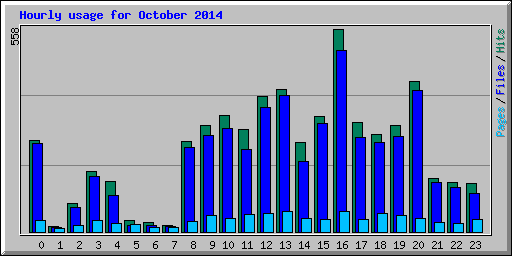 Hourly usage for October 2014
558
Pages / Files / Hits
0 1 2 3 4 5 6 7 8 9 10 11 12 13 14 15 16 17 18 19 20 21 22 23